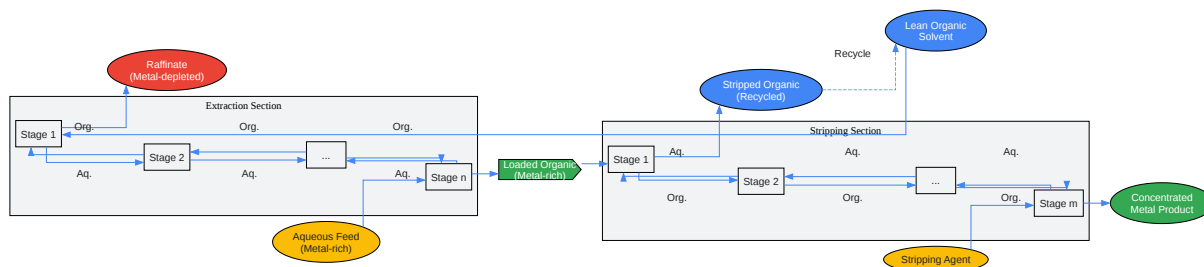 Lean Organic
Solvent
Recycle
Raffinate
(Metal-depleted)
Stripped Organic
(Recycled)
Extraction Section
Stage 1
Org.
Org.
Org.
Stage 2
...
Aq.
Aq.
Aq.
Stage n
Aqueous Feed
(Metal-rich)
Loaded Organic
(Metal-rich)
Stripping Section
Stage 1
Aq.
Aq.
Aq.
Stage 2
...
Org.
Org.
Org.
Stage m
Stripping Agent
Concentrated
Metal Product